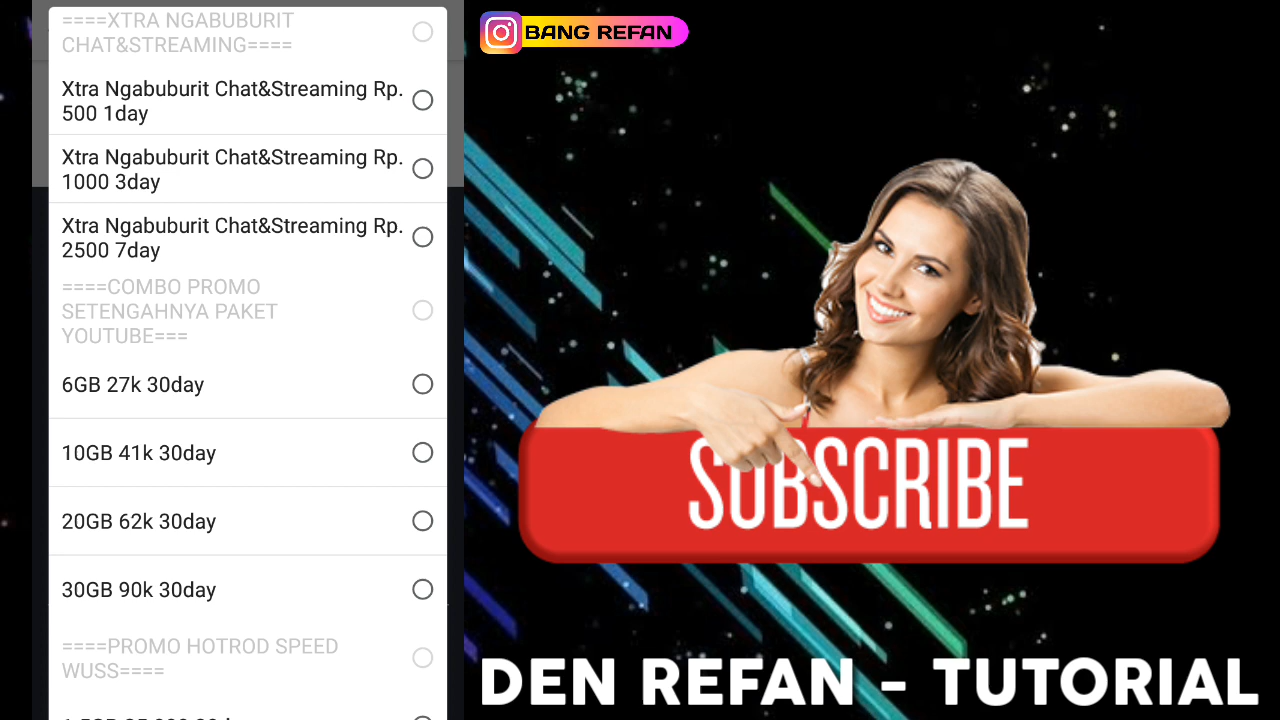 ====XTRA NGABUBURIT
CHAT&STREAMING====
Xtra Ngabuburit Chat&Streaming Rp.
500 1day
Xtra Ngabuburit Chat&Streaming Rp.
1000 3day
Xtra Ngabuburit Chat&Streaming Rp.
2500 7day
====COMBO PROMO
SETENGAHNYA PAKET
YOUTUBE===
6GB 27k 30day
10GB 41k 30day
20GB 62k 30day
30GB 90k 30day
====PROMO HOTROD SPEED
WUSS====
BANG REFAN
SUBSCRIBE
DEN REFAN - TUTORIAL